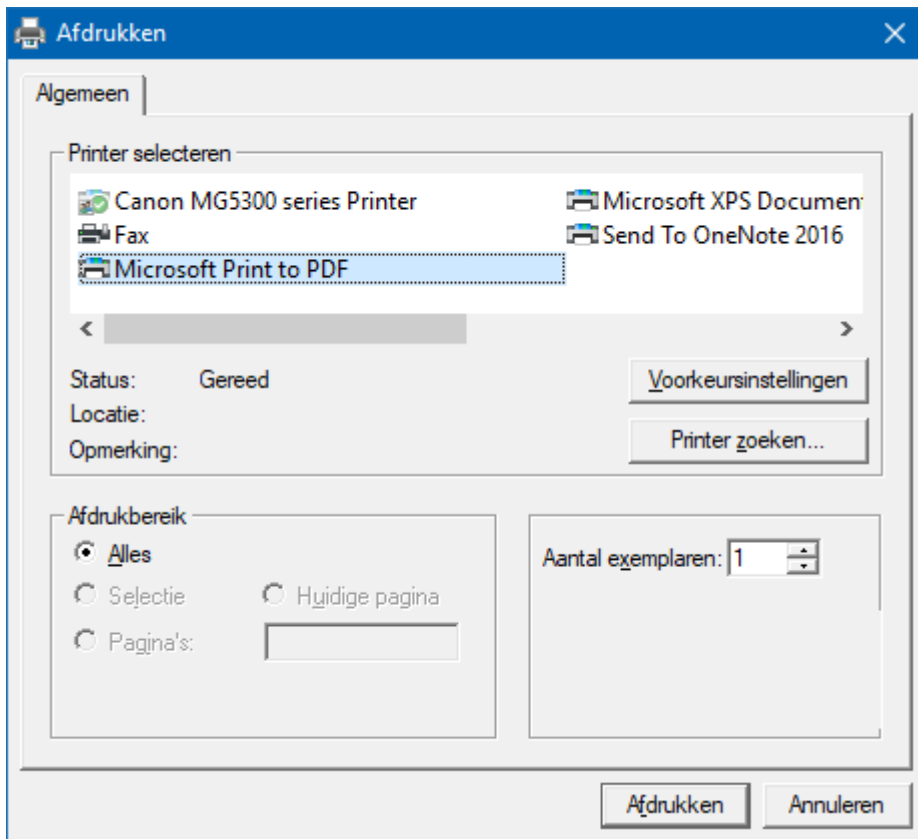 Afdrukken
Algemeen
Printer selecteren
Canon MG5300 series Printer
Fax
Microsoft Print to PDF
Microsoft XPS Documen
Send To OneNote 2016
Status: Gereed
Locatie:
Opmerking:
Voorkeursinstellingen
Printer zoeken...
Afdrukbereik
Alles
Selectie
Huidige pagina
Pagina's:
Aantal exemplaren: 1
Afdrukken
Annuleren